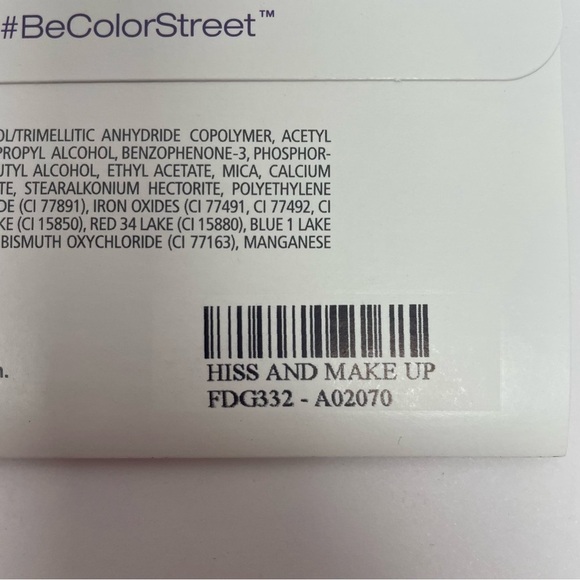 #BeColorStreet™
OL/TRIMELLITIC ANHYDRIDE COPOLYMER, ACETYL
PROPYL ALCOHOL, BENZOPHENONE-3, PHOSPHOR-
UTYL ALCOHOL, ETHYL ACETATE, MICA, CALCIUM
TE, STEARALKONIUM HECTORITE, POLYETHYLENE
DE (CI 77891), IRON OXIDES (CI 77491, CI 77492, CI
KE (CI 15850), RED 34 LAKE (CI 15880), BLUE 1 LAKE
BISMUTH OXYCHLORIDE (CI 77163), MANGANESE
n.
HISS AND MAKE UP
FDG332 - A02070